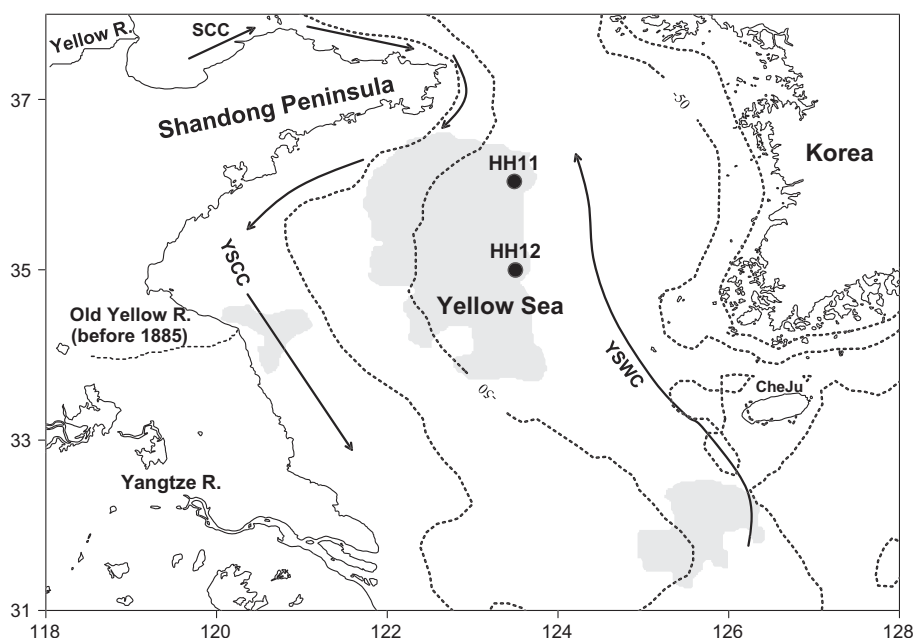 Yellow R.
SCC
37
Shandong Peninsula
-50
Korea
HH11
YSCC
35
HH12
Yellow Sea
Old Yellow R.
(before 1885)
YSWC
CheJu
-50
33
Yangtze R.
31
118
120
122
124
126
128